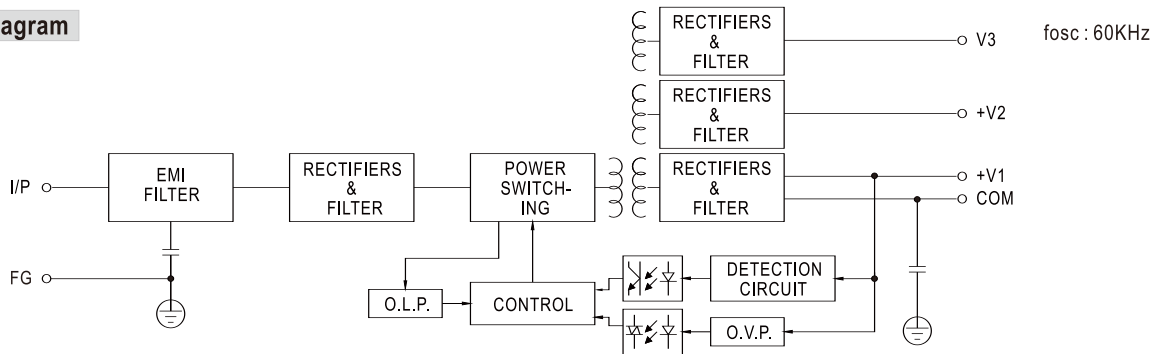 agram
RECTIFIERS
&
FILTER
V3
fosc : 60KHz
RECTIFIERS
&
FILTER
+V2
I/P
EMI
FILTER
RECTIFIERS
&
FILTER
POWER
SWITCH-
ING
RECTIFIERS
&
FILTER
+V1
COM
FG
O.L.P.
CONTROL
DETECTION
CIRCUIT
O.V.P.